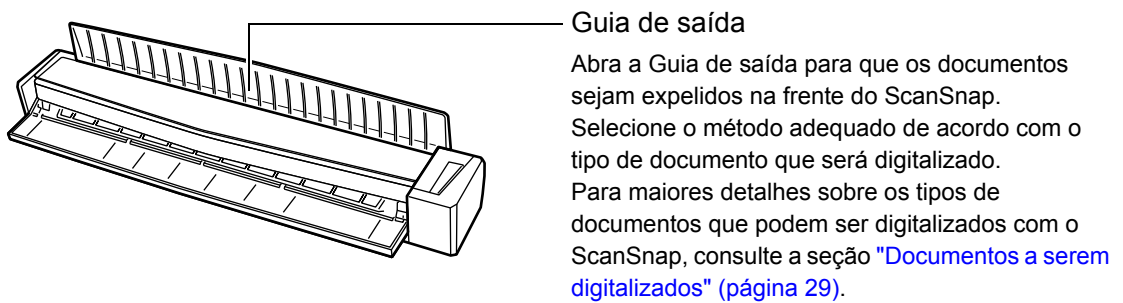 Guia de saída
Abra a Guia de saída para que os documentos
sejam expelidos na frente do ScanSnap.
Selecione o método adequado de acordo com o
tipo de documento que será digitalizado.
Para maiores detalhes sobre os tipos de
documentos que podem ser digitalizados com o
ScanSnap, consulte a seção "Documentos a serem
digitalizados" (página 29).